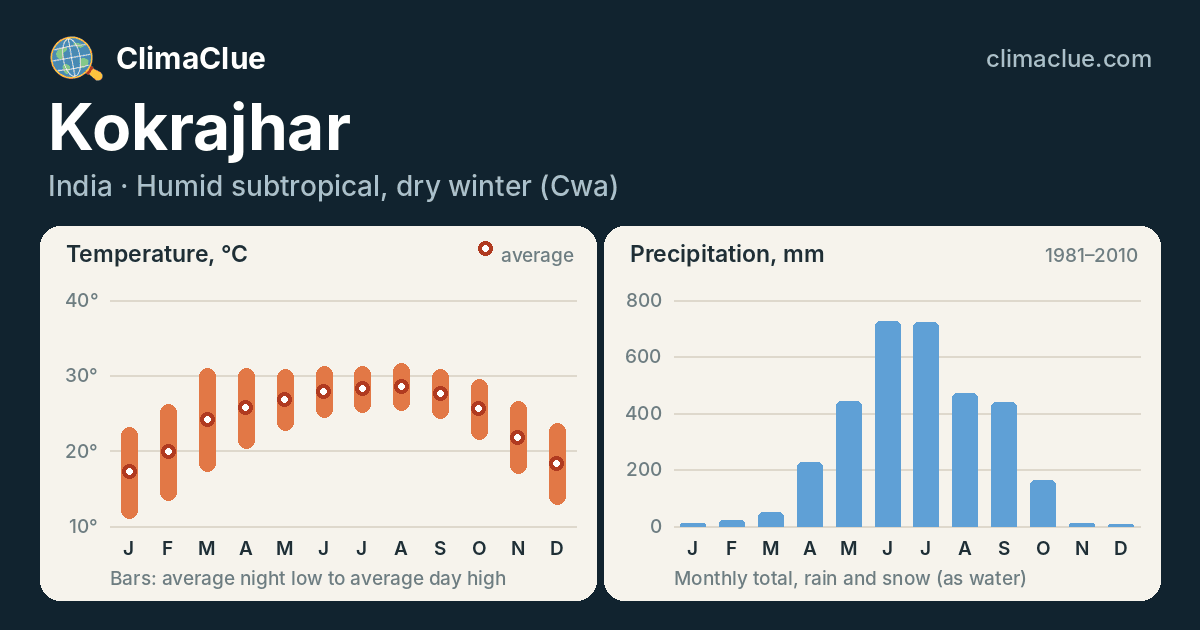 ClimaClue
climaclue.com
Kokrajhar
India · Humid subtropical, dry winter (Cwa)
Temperature, °C
average
40°
30°
20°
10°
J F M A M J J A S O N D
Bars: average night low to average day high
Precipitation, mm
1981–2010
800
600
400
200
0
J F M A M J J A S O N D
Monthly total, rain and snow (as water)